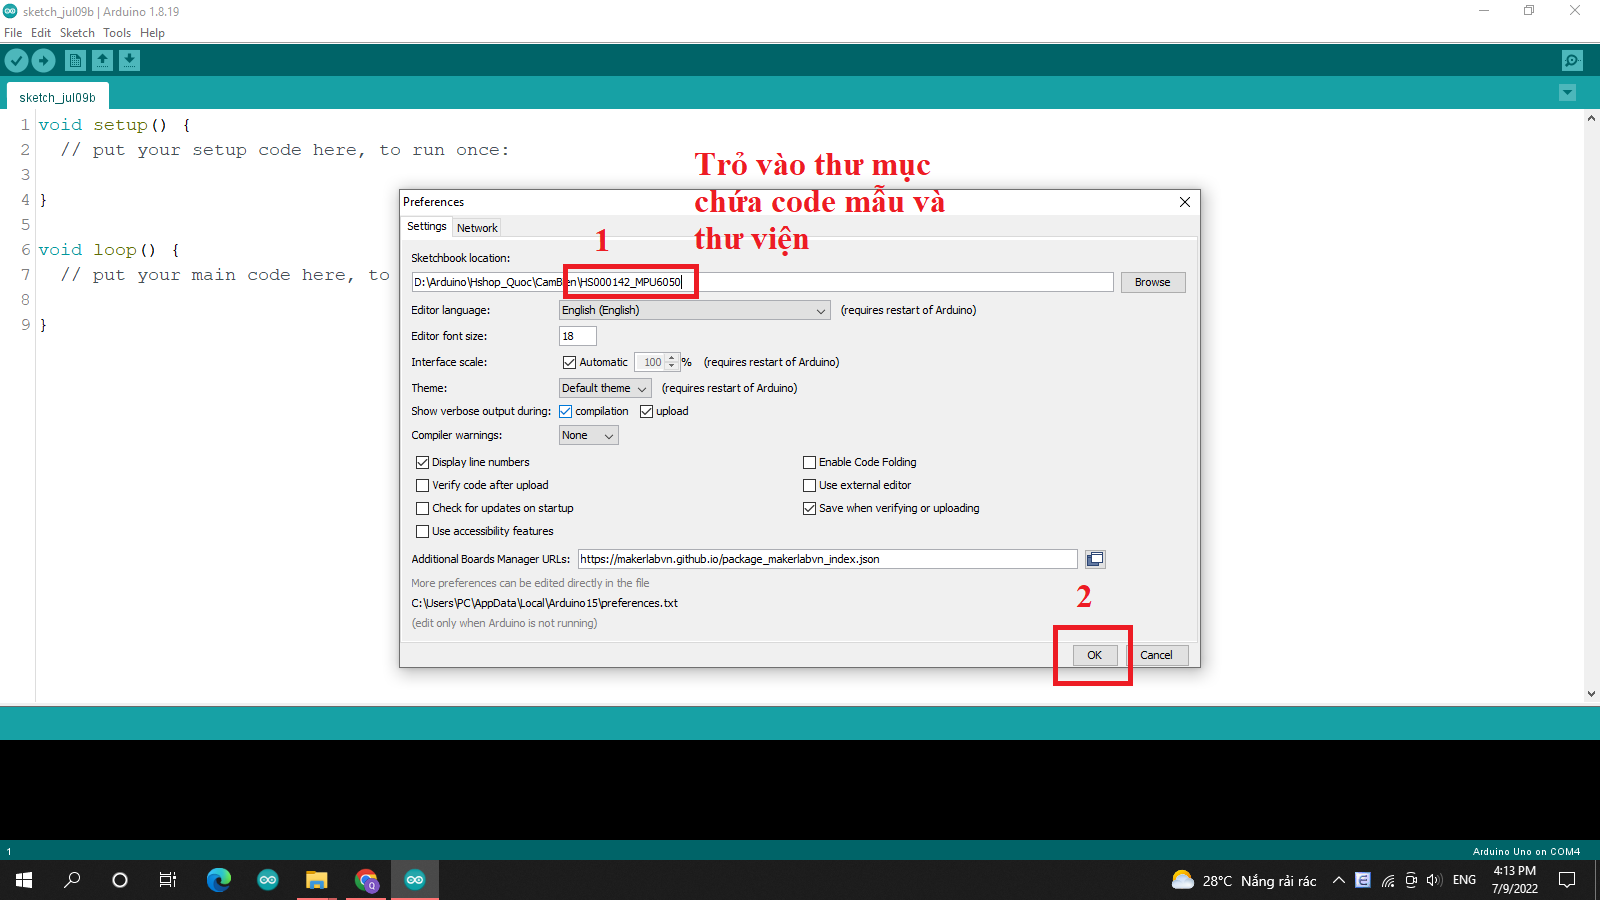 sketch_jul09b | Arduino 1.8.19
File Edit Sketch Tools Help
sketch_jul09b
1 void setup() {
2 // put your setup code here, to run once:
3
4 }
5
6 void loop() {
7 // put your main code here, to
8
9 }
Trỏ vào thư mục
chứa code mẫu và
thư viện
Preferences
Settings Network
1
Sketchbook location:
D:\Arduino\Hshop_Quoc\CamBien\HS000142_MPU6050 Browse
Editor language: English (English) (requires restart of Arduino)
Editor font size: 18
Interface scale: Automatic 100 % (requires restart of Arduino)
Theme: Default theme (requires restart of Arduino)
Show verbose output during: compilation upload
Compiler warnings: None
Display line numbers Enable Code Folding
Verify code after upload Use external editor
Check for updates on startup Save when verifying or uploading
Use accessibility features
Additional Boards Manager URLs: https://makerlabvn.github.io/package_makerlabvn_index.json
More preferences can be edited directly in the file
C:\Users\PC\AppData\Local\Arduino15\preferences.txt
(edit only when Arduino is not running)
2
OK Cancel
1 Arduino Uno on COM4
28°C Nắng rải rác ENG 4:13 PM
7/9/2022